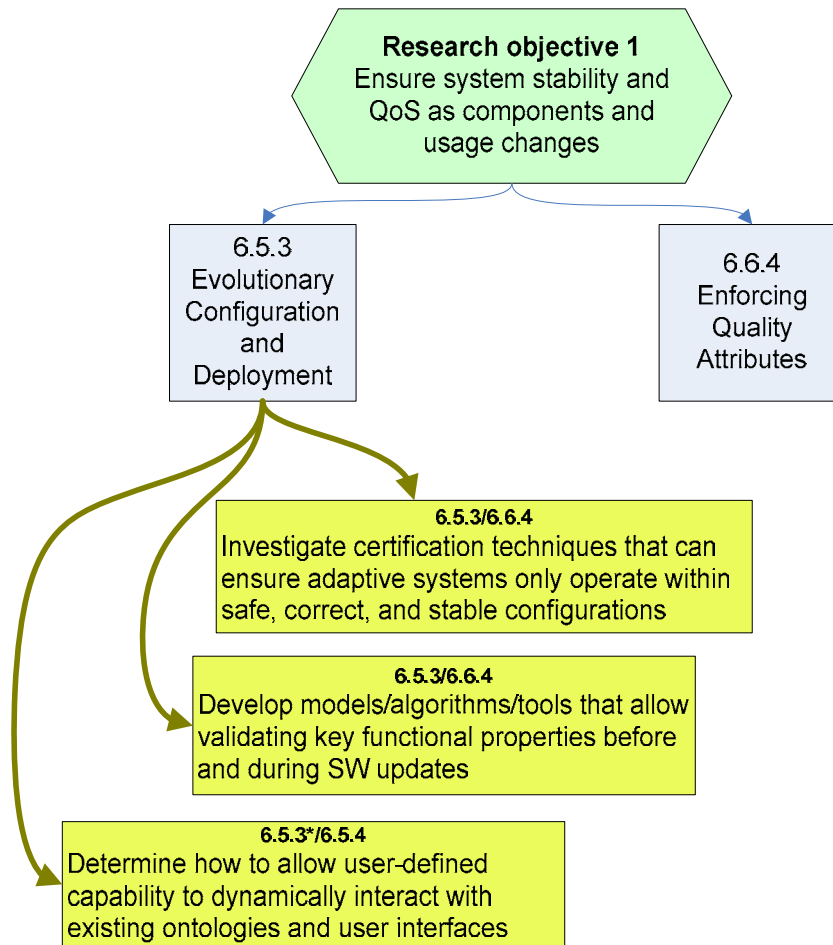 Research objective 1
Ensure system stability and
QoS as components and
usage changes
6.5.3
Evolutionary
Configuration
and
Deployment
6.6.4
Enforcing
Quality
Attributes
6.5.3/6.6.4
Investigate certification techniques that can
ensure adaptive systems only operate within
safe, correct, and stable configurations
6.5.3/6.6.4
Develop models/algorithms/tools that allow
validating key functional properties before
and during SW updates
6.5.3*/6.5.4
Determine how to allow user-defined
capability to dynamically interact with
existing ontologies and user interfaces